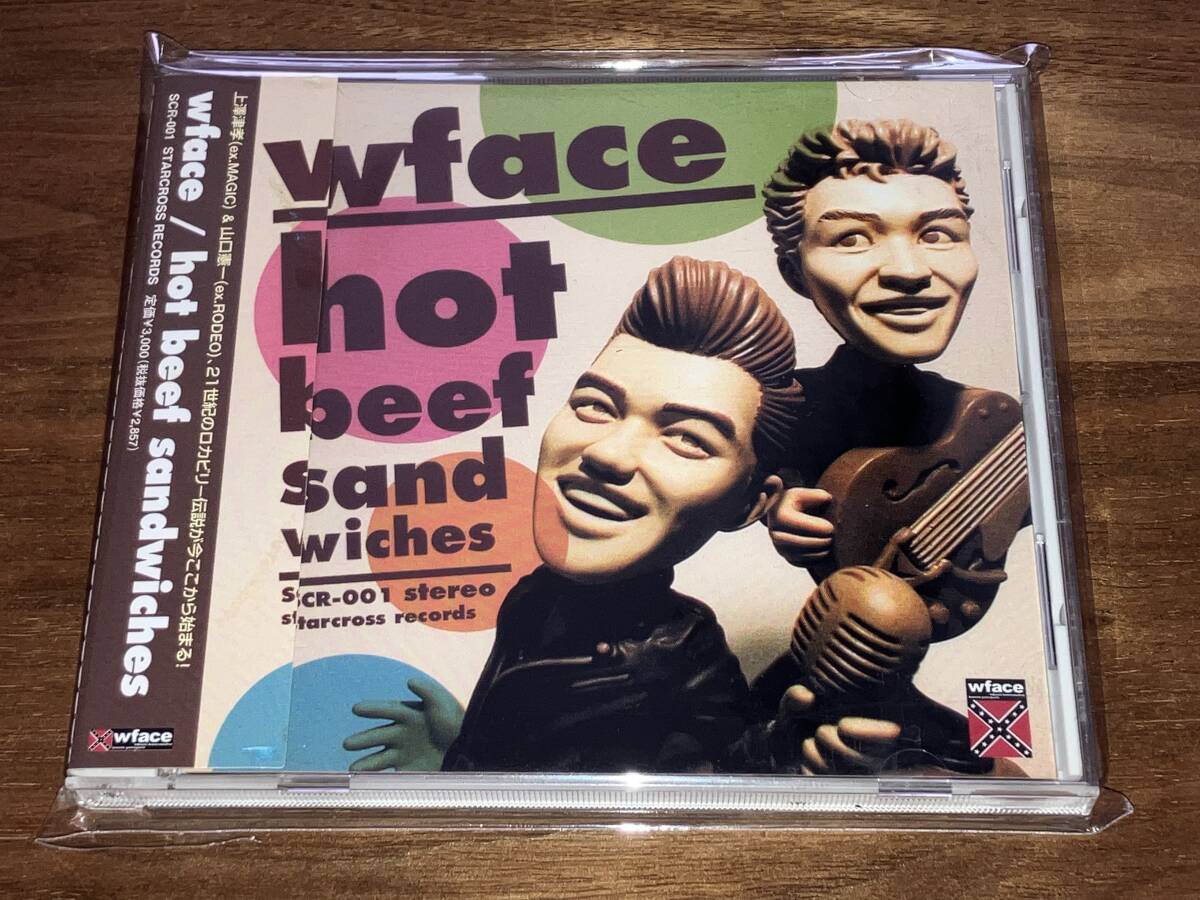 上澤津孝(ex.MAGIC) & 山口憲一(ex.RODEO)、21世紀のロカビリー伝説が今ここから始まる!
wface / hot beef sandwiches
SCR-001 STARCROSS RECORDS 定価¥3,000(税抜価格¥2,857)
wface
wface
hot
beef
sand
wiches
SCR-001 stereo
starcross records
wface